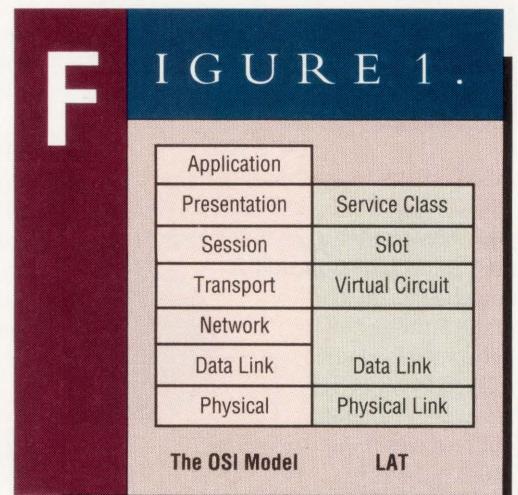 FIGURE 1.
Application
Presentation Service Class
Session Slot
Transport Virtual Circuit
Network
Data Link Data Link
Physical Physical Link
The OSI Model LAT